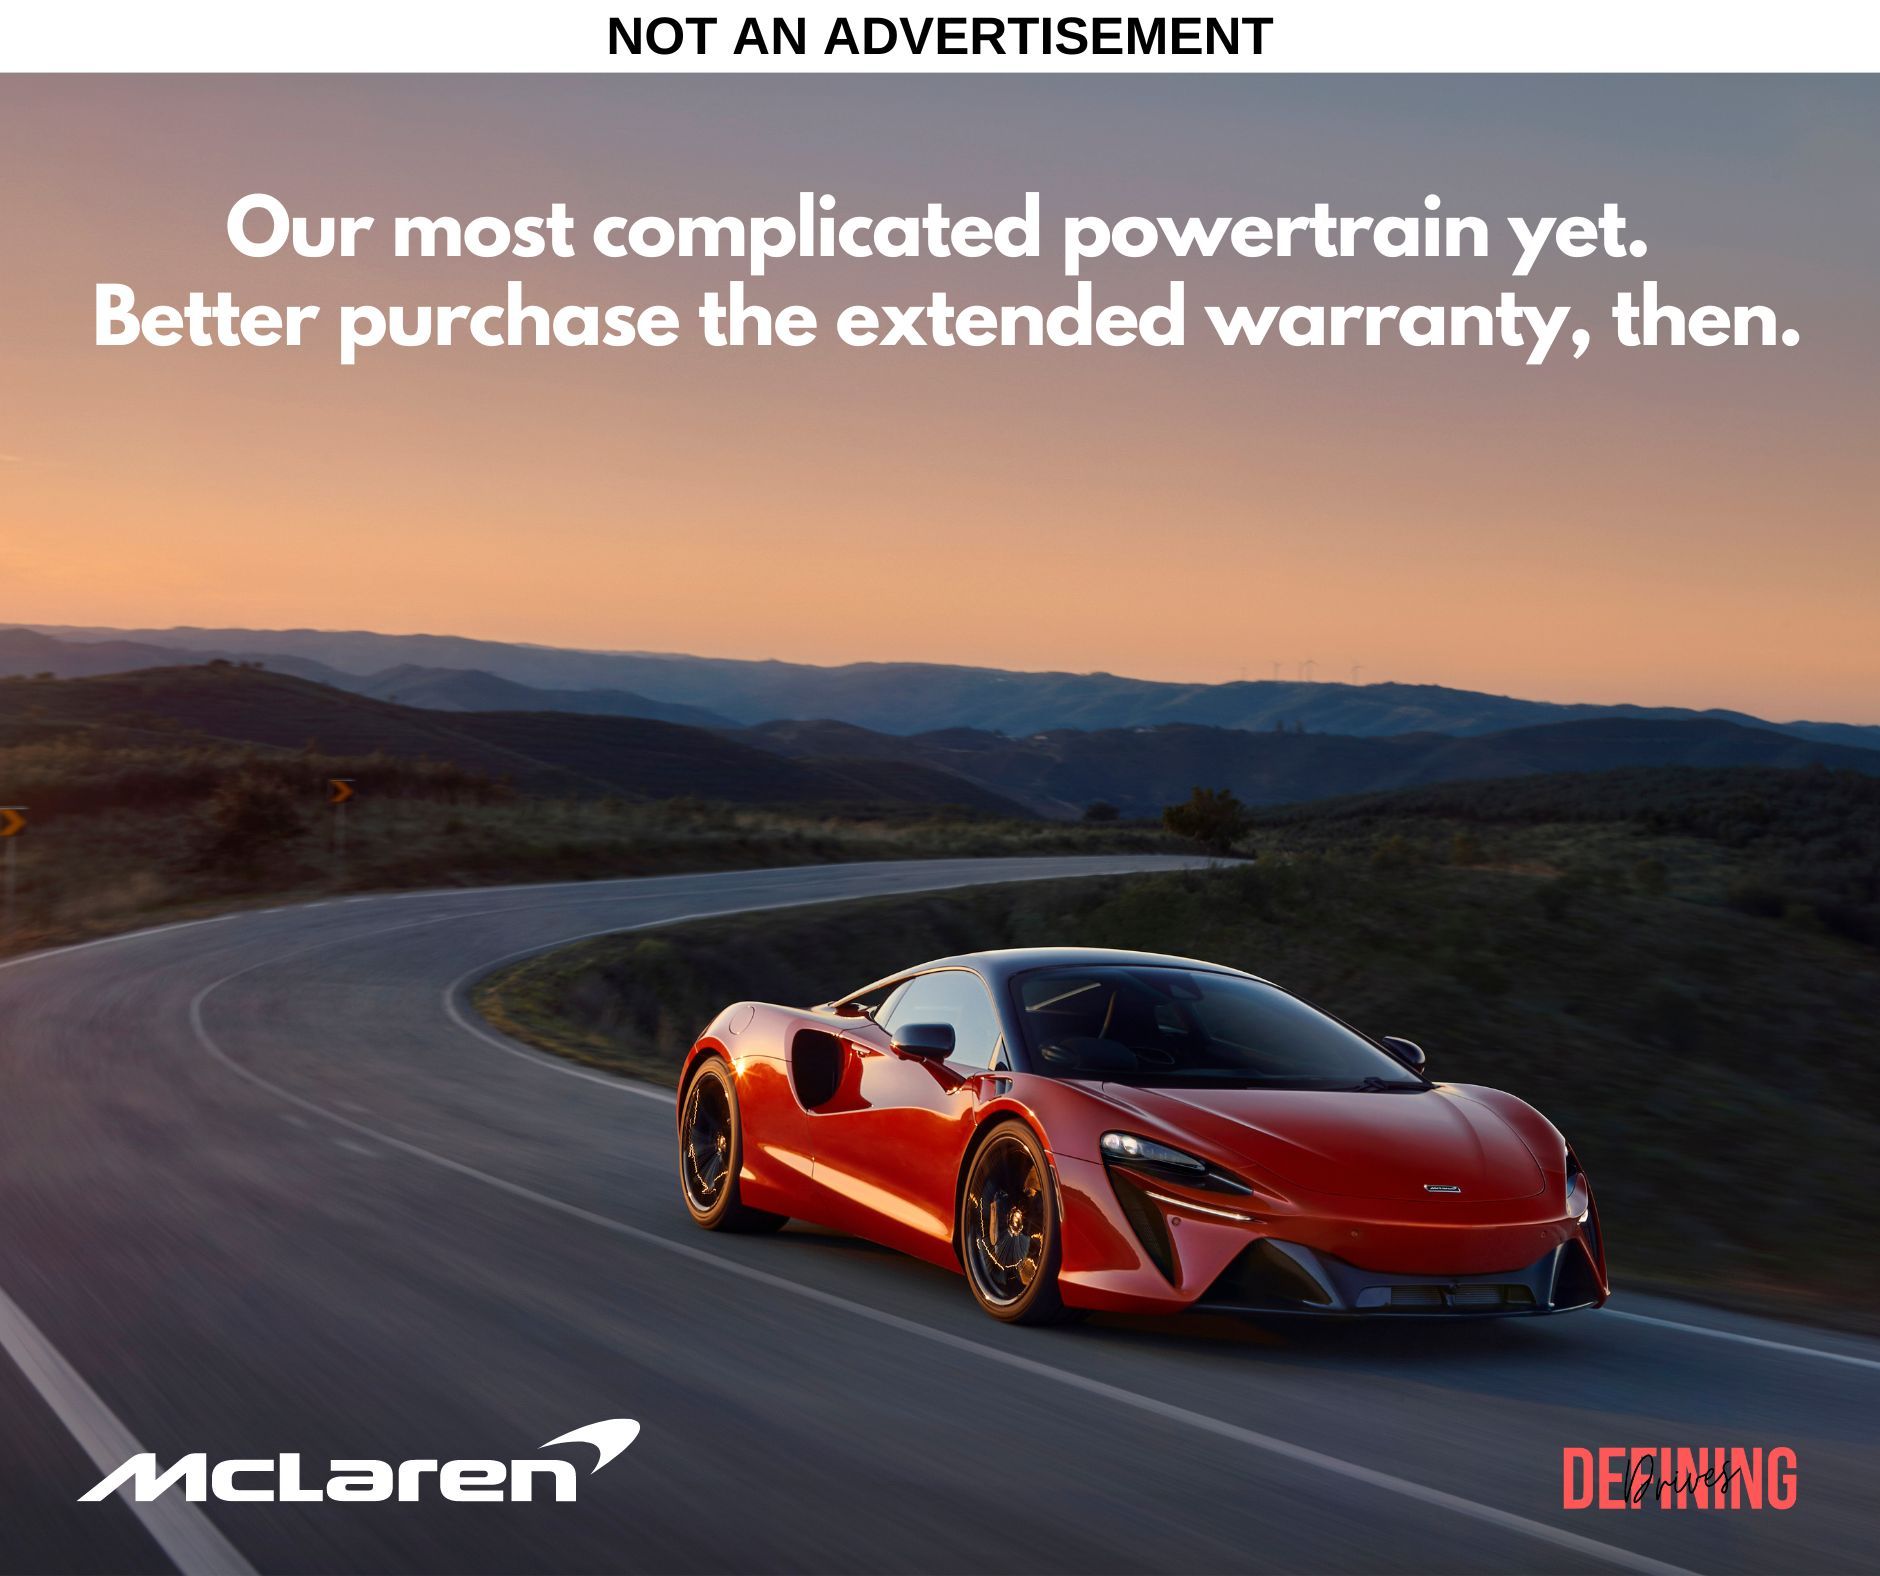 NOT AN ADVERTISEMENT
Our most complicated powertrain yet.
Better purchase the extended warranty, then.
McLaren
DEFINING
Drives